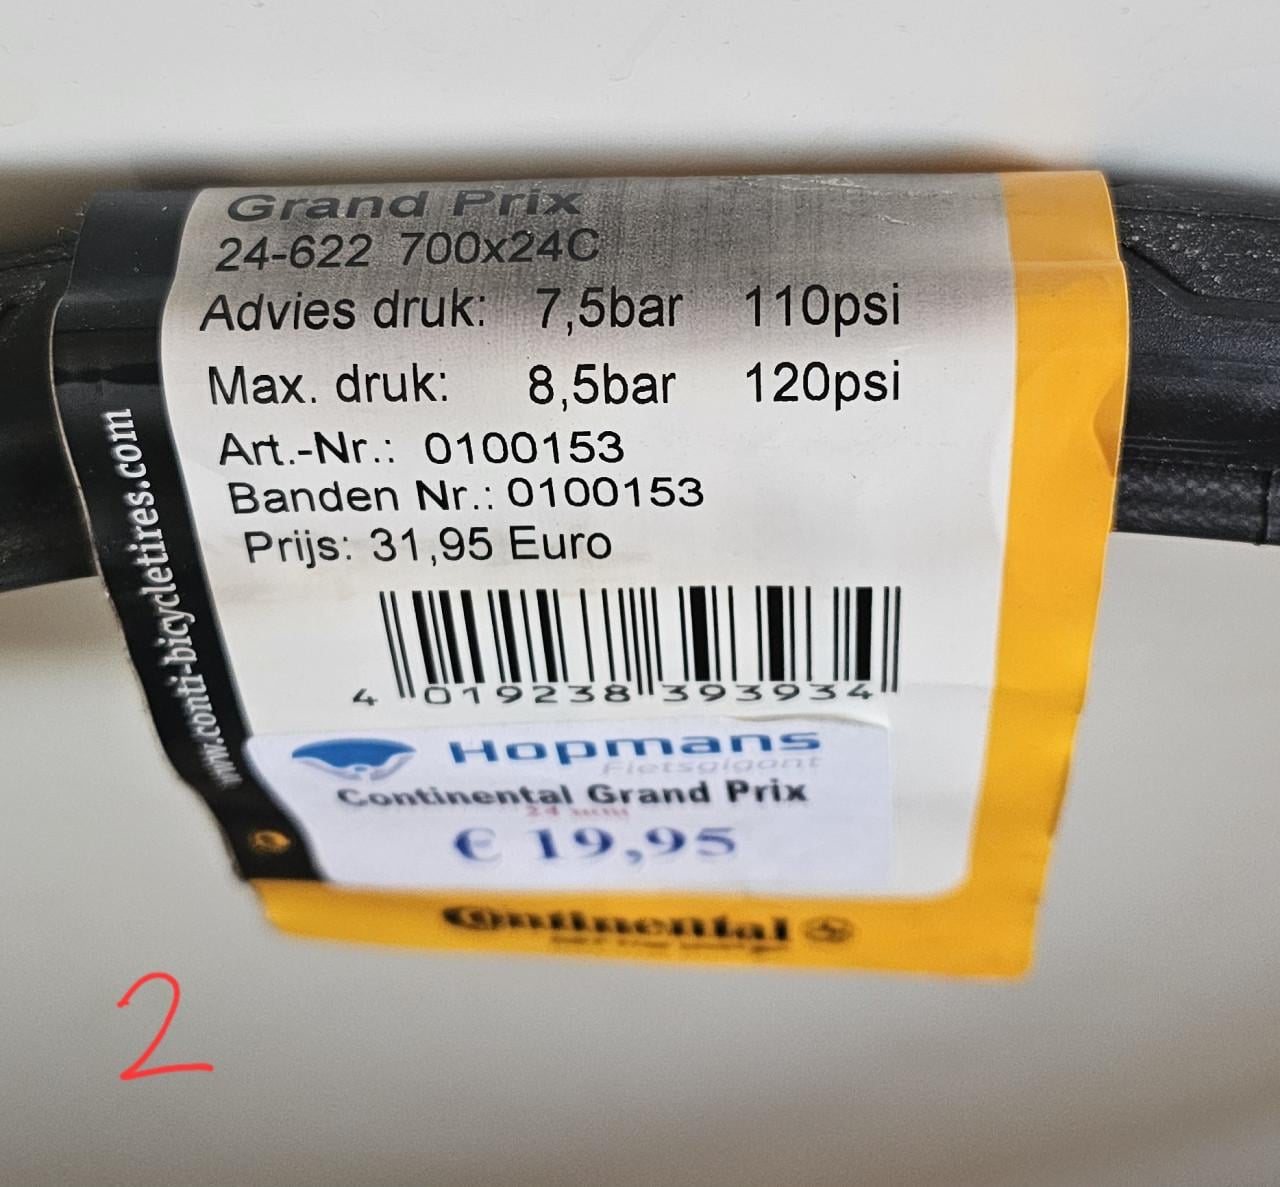 Grand Prix
24-622 700x24C
Advies druk: 7,5bar 110psi
Max. druk: 8,5bar 120psi
Art.-Nr.: 0100153
Banden Nr.: 0100153
Prijs: 31,95 Euro
4 019238 393934
www.conti-bicycletires.com
Hopmans
Fietsgigant
Continental Grand Prix
24 mm
€ 19,95
Continental
2